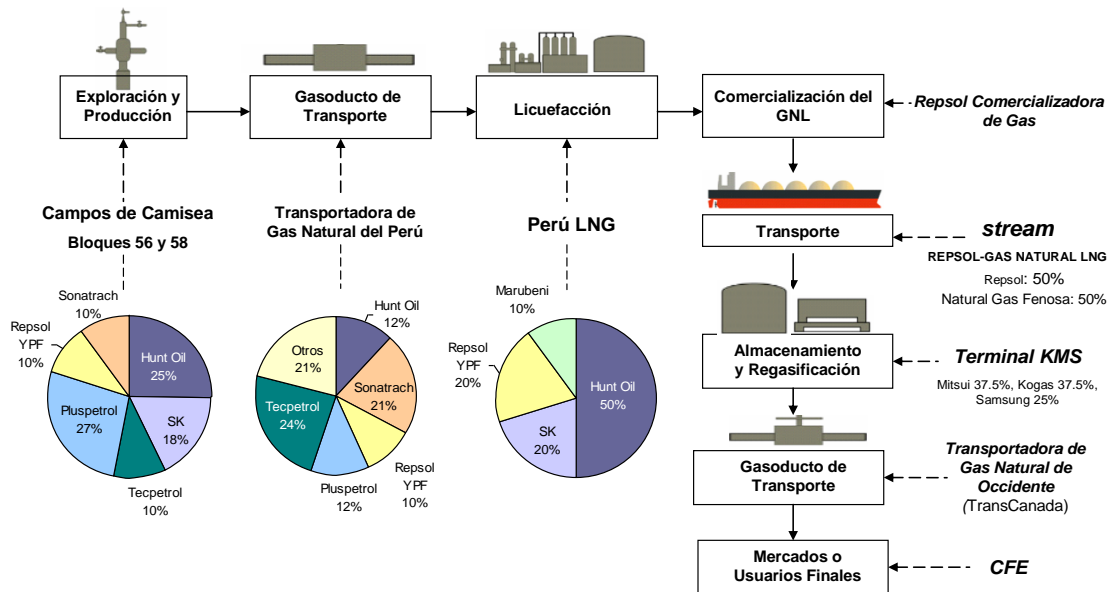 Exploración y
Producción
Gasoducto de
Transporte
Licuefacción
Comercialización del
GNL
Repsol Comercializadora
de Gas
Campos de Camisea
Bloques 56 y 58
Transportadora de
Gas Natural del Perú
Perú LNG
Transporte
stream
REPSOL-GAS NATURAL LNG
Repsol: 50%
Natural Gas Fenosa: 50%
Sonatrach
10%
Repsol
YPF
10%
Hunt Oil
25%
Pluspetrol
27%
SK
18%
Tecpetrol
10%
Hunt Oil
12%
Otros
21%
Sonatrach
21%
Tecpetrol
24%
Repsol
YPF
10%
Pluspetrol
12%
Marubeni
10%
Repsol
YPF
20%
Hunt Oil
50%
SK
20%
Almacenamiento
y Regasificación
Terminal KMS
Mitsui 37.5%, Kogas 37.5%,
Samsung 25%
Gasoducto de
Transporte
Transportadora de
Gas Natural de
Occidente
(TransCanada)
Mercados o
Usuarios Finales
CFE